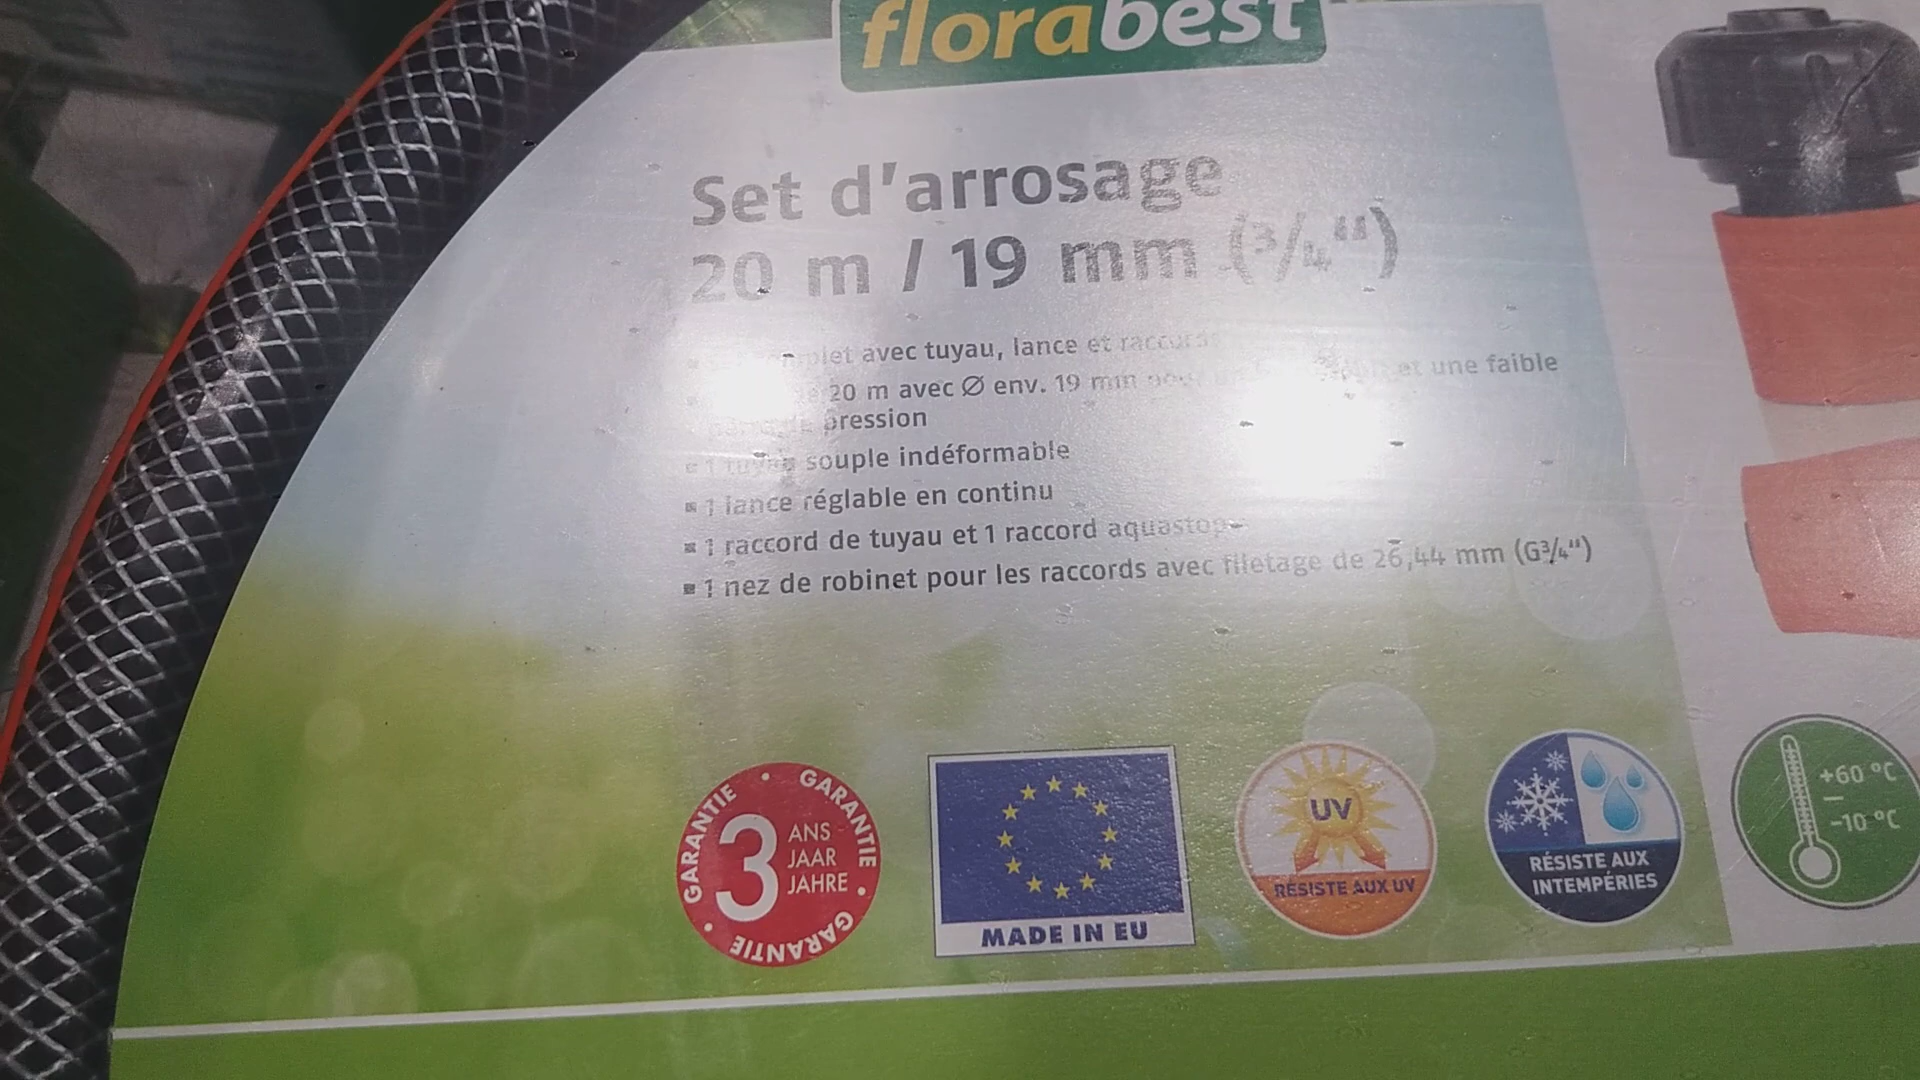 florabest
Set d'arrosage
20 m / 19 mm (3/4")
avec tuyau, lance et raccords
20 m avec Ø env. 19 mm et une faible
pression
1 tuyau souple indéformable
1 lance réglable en continu
1 raccord de tuyau et 1 raccord aquastop
1 nez de robinet pour les raccords avec filetage de 26,44 mm (G3/4")
GARANTIE GARANTIE GARANTIE
3 ANS
JAAR
JAHRE
MADE IN EU
UV
RÉSISTE AUX UV
RÉSISTE AUX
INTEMPÉRIES
+60 °C
–
-10 °C